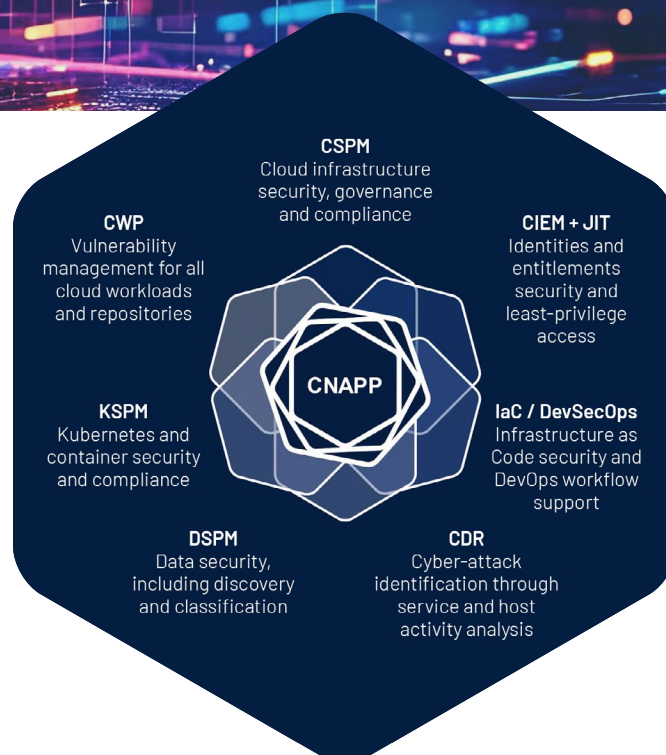 CSPM
Cloud infrastructure
security, governance
and compliance
CWP
Vulnerability
management for all
cloud workloads
and repositories
CIEM + JIT
Identities and
entitlements
security and
least-privilege
access
CNAPP
KSPM
Kubernetes and
container security
and compliance
IaC / DevSecOps
Infrastructure as
Code security and
DevOps workflow
support
DSPM
Data security,
including discovery
and classification
CDR
Cyber-attack
identification through
service and host
activity analysis